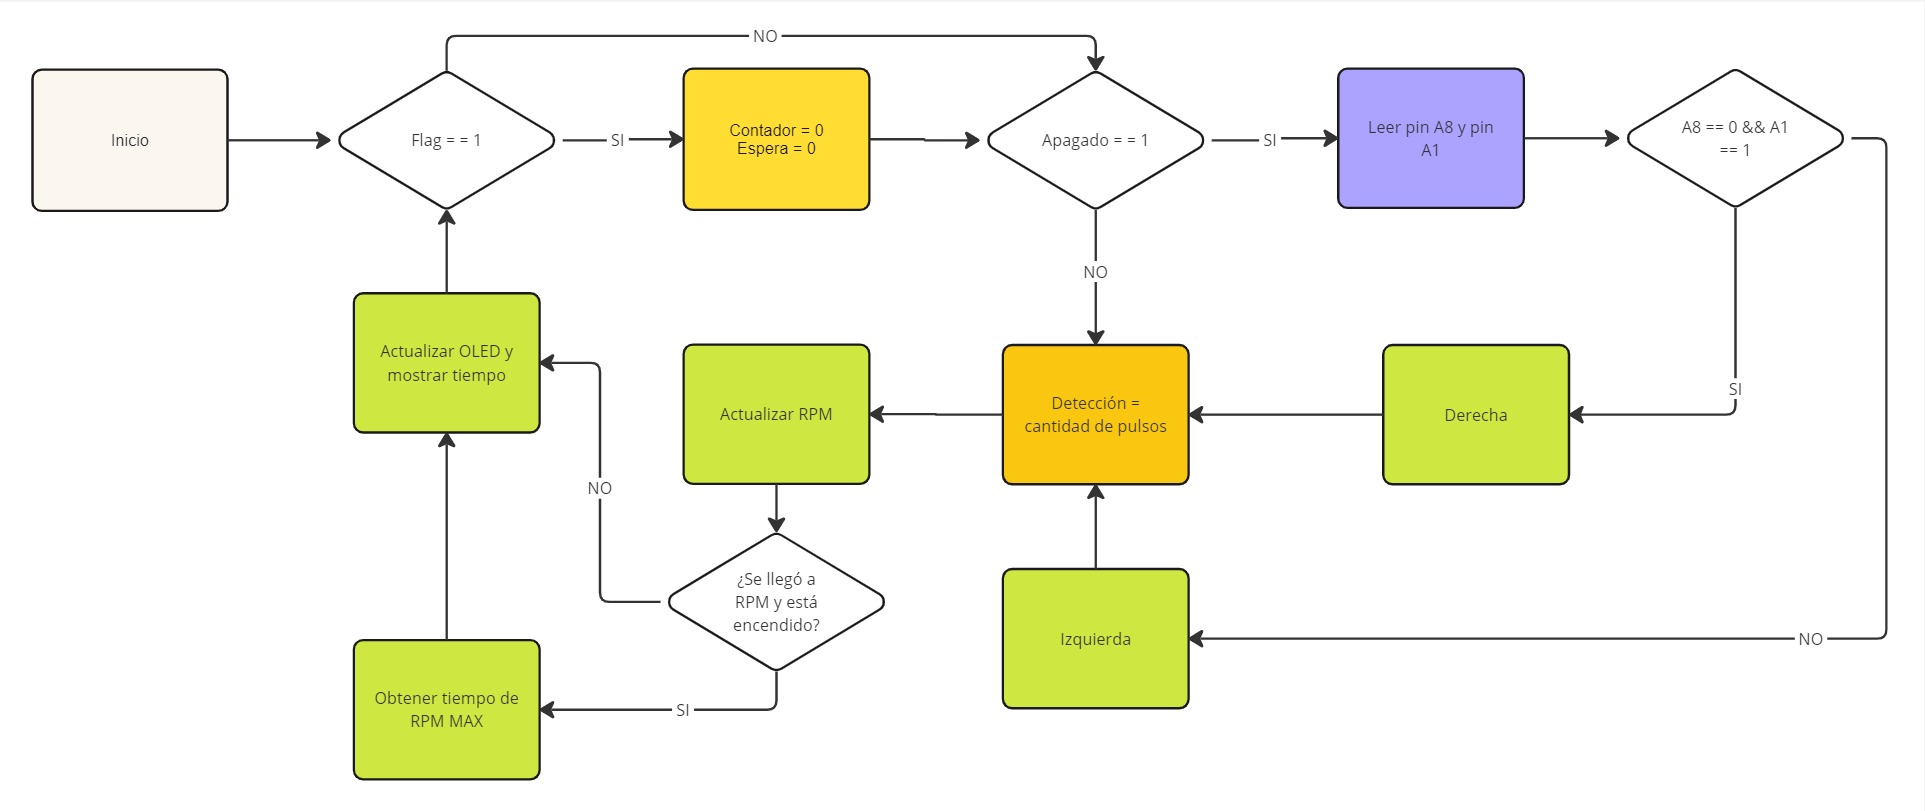 NO
Inicio
Flag = = 1
SI
Contador = 0
Espera = 0
Apagado = = 1
SI
Leer pin A8 y pin
A1
A8 == 0 && A1
== 1
NO
Actualizar OLED y
mostrar tiempo
Actualizar RPM
Detección =
cantidad de pulsos
Derecha
SI
NO
¿Se llegó a
RPM y está
encendido?
Izquierda
NO
Obtener tiempo de
RPM MAX
SI